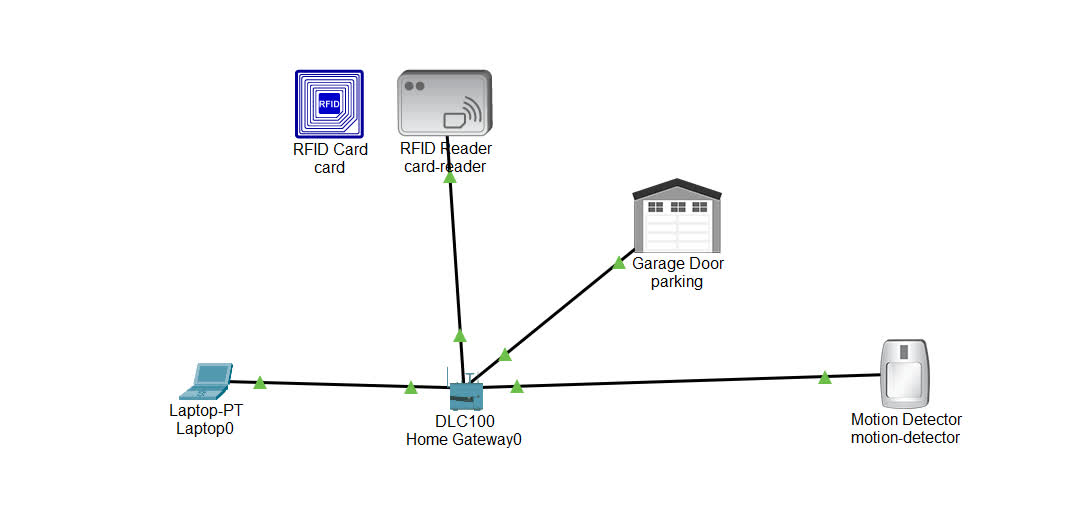 RFID
RFID Card
card
RFID Reader
card-reader
Garage Door
parking
Laptop-PT
Laptop0
DLC100
Home Gateway0
Motion Detector
motion-detector